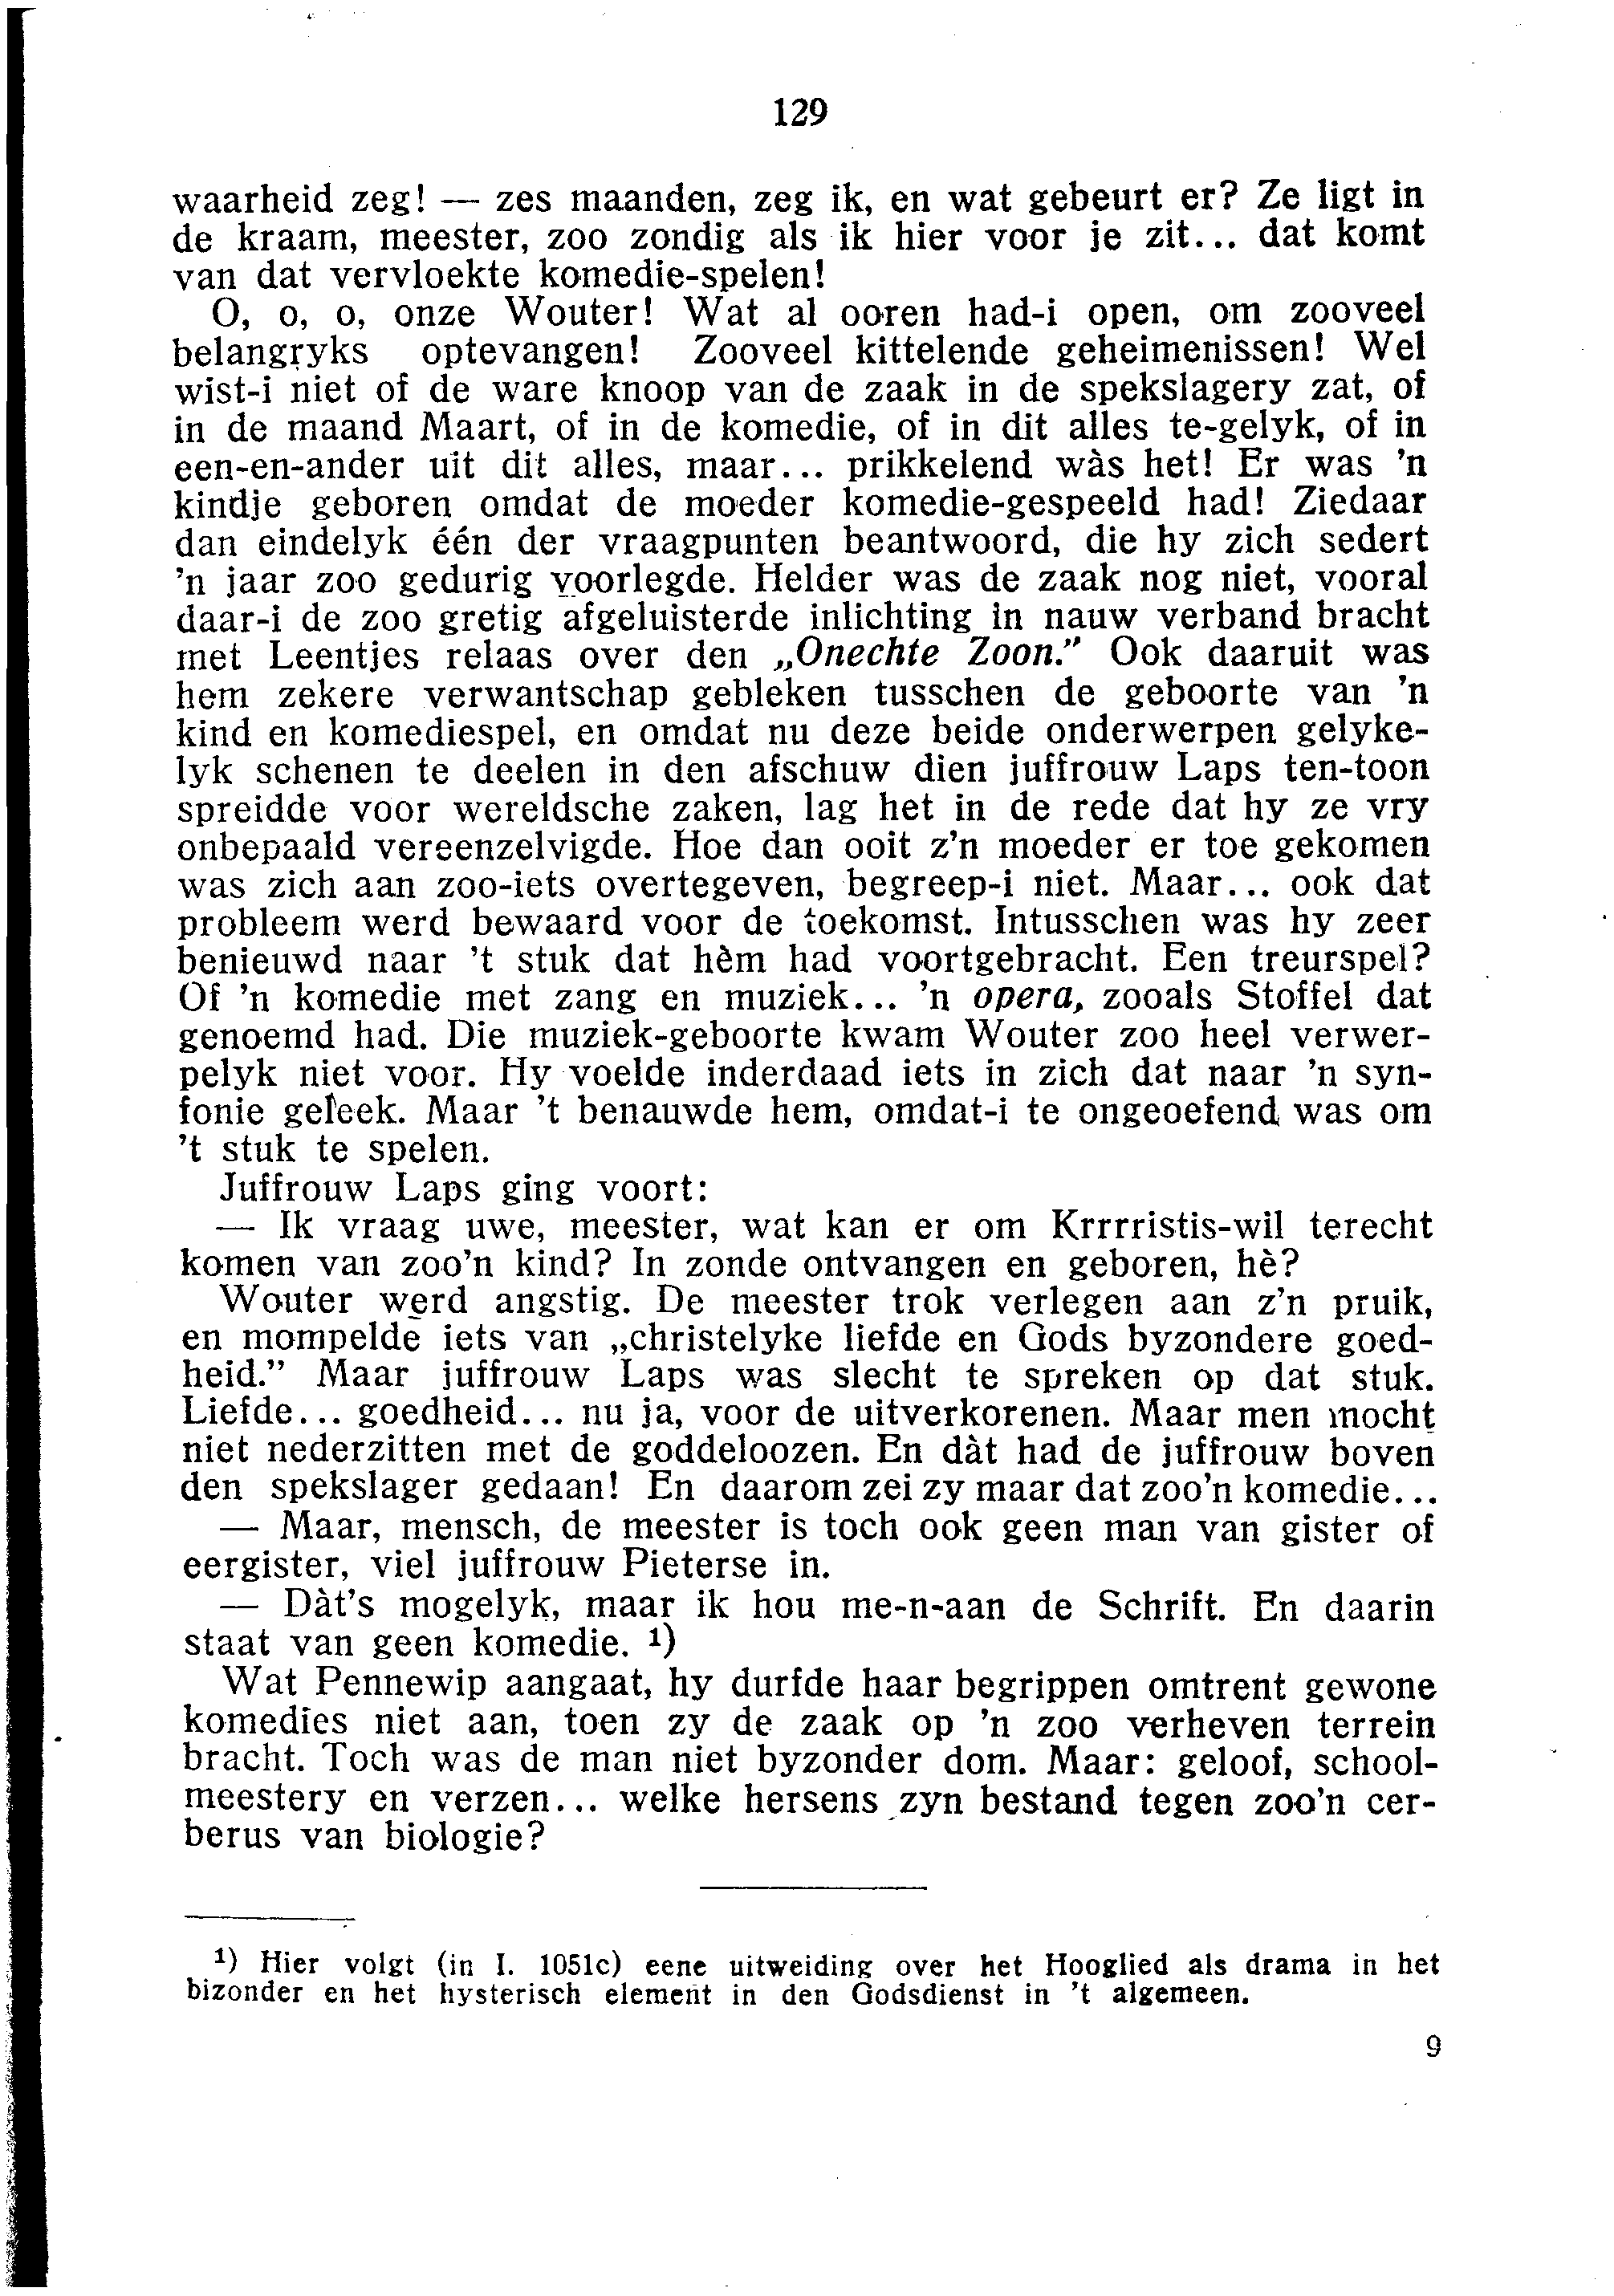 129
waarheid zeg! — zes maanden, zeg ik, en wat gebeurt er? Ze ligt in
de kraam, meester, zoo zondig als ik hier voor je zit... dat komt
van dat vervloekte komedie-spelen!
O, o, o, onze Wouter! Wat al ooren had-i open, om zooveel
belangryks optevangen! Zooveel kittelende geheimenissen! Wel
wist-i niet of de ware knoop van de zaak in de spekslagery zat, of
in de maand Maart, of in de komedie, of in dit alles te-gelyk, of in
een-en-ander uit dit alles, maar... prikkelend wàs het! Er was 'n
kindje geboren omdat de moeder komedie-gespeeld had! Ziedaar
dan eindelyk één der vraagpunten beantwoord, die hy zich sedert
'n jaar zoo gedurig voorlegde. Helder was de zaak nog niet, vooral
daar-i de zoo gretig afgeluisterde inlichting in nauw verband bracht
met Leentjes relaas over den „Onechte Zoon." Ook daaruit was
hem zekere verwantschap gebleken tusschen de geboorte van 'n
kind en komediespel, en omdat nu deze beide onderwerpen gelyke-
lyk schenen te deelen in den afschuw dien juffrouw Laps ten-toon
spreidde voor wereldsche zaken, lag het in de rede dat hy ze vry
onbepaald vereenzelvigde. Hoe dan ooit z'n moeder er toe gekomen
was zich aan zoo-iets overtegeven, begreep-i niet. Maar... ook dat
probleem werd bewaard voor de toekomst. Intusschen was hy zeer
benieuwd naar 't stuk dat hèm had voortgebracht. Een treurspel?
Of 'n komedie met zang en muziek... 'n opera, zooals Stoffel dat
genoemd had. Die muziek-geboorte kwam Wouter zoo heel verwer-
pelyk niet voor. Hy voelde inderdaad iets in zich dat naar 'n syn-
fonie geleek. Maar 't benauwde hem, omdat-i te ongeoefend was om
't stuk te spelen.
Juffrouw Laps ging voort:
— Ik vraag uwe, meester, wat kan er om Krrrristis-wil terecht
komen van zoo'n kind? In zonde ontvangen en geboren, hè?
Wouter werd angstig. De meester trok verlegen aan z'n pruik,
en mompelde iets van „christelyke liefde en Gods byzondere goed-
heid." Maar juffrouw Laps was slecht te spreken op dat stuk.
Liefde... goedheid... nu ja, voor de uitverkorenen. Maar men mocht
niet nederzitten met de goddeloozen. En dàt had de juffrouw boven
den spekslager gedaan! En daarom zei zy maar dat zoo'n komedie...
— Maar, mensch, de meester is toch ook geen man van gister of
eergister, viel juffrouw Pieterse in.
— Dàt's mogelyk, maar ik hou me-n-aan de Schrift. En daarin
staat van geen komedie. ¹)
Wat Pennewip aangaat, hy durfde haar begrippen omtrent gewone
komedies niet aan, toen zy de zaak op 'n zoo verheven terrein
bracht. Toch was de man niet byzonder dom. Maar: geloof, school-
meestery en verzen... welke hersens zyn bestand tegen zoo'n cer-
berus van biologie?
¹) Hier volgt (in I. 1051c) eene uitweiding over het Hooglied als drama in het
bizonder en het hysterisch element in den Godsdienst in 't algemeen.
9